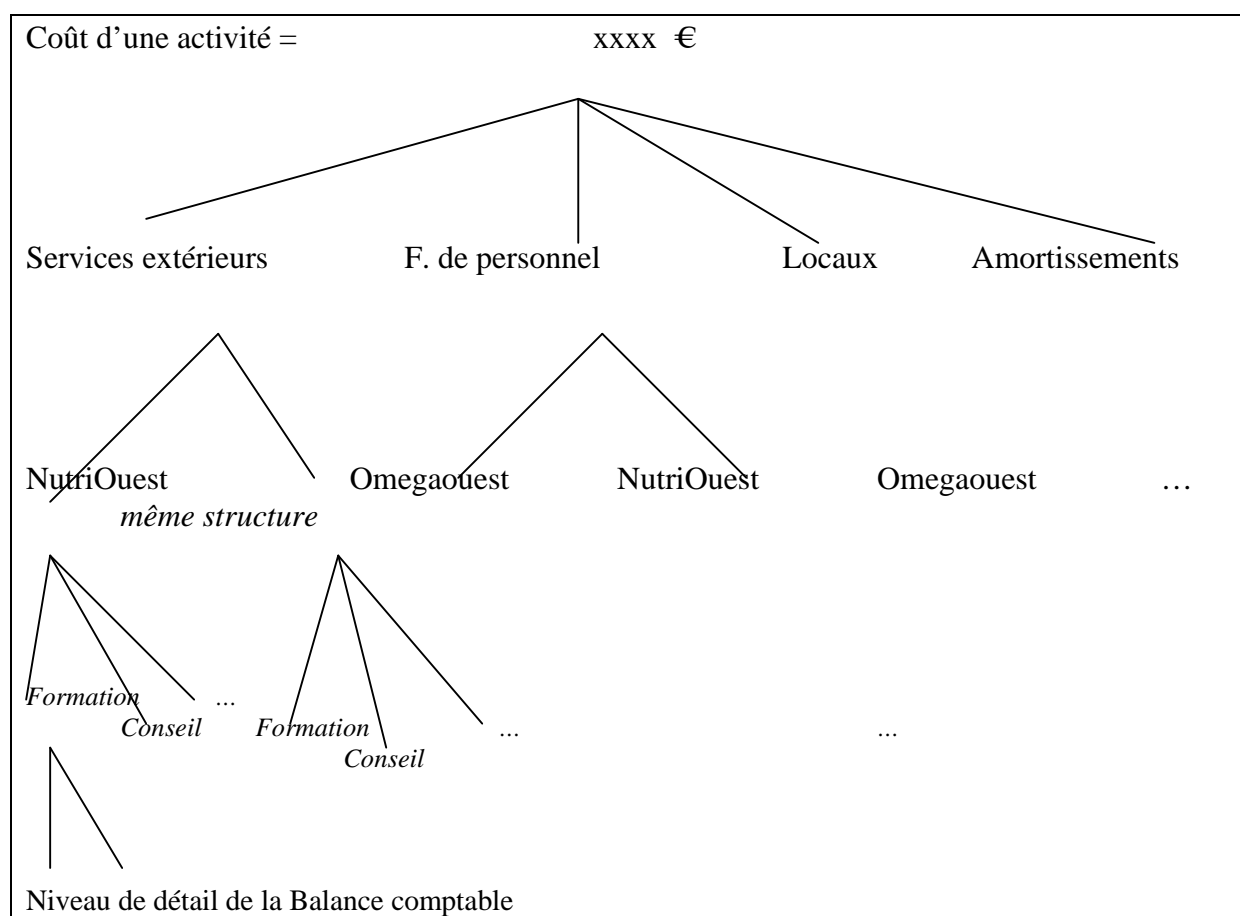 Coût d’une activité = xxxx €
Services extérieurs F. de personnel Locaux Amortissements
NutriOuest Omegaouest NutriOuest Omegaouest …
même structure
Formation ...
Conseil Formation ... ...
Conseil
Niveau de détail de la Balance comptable